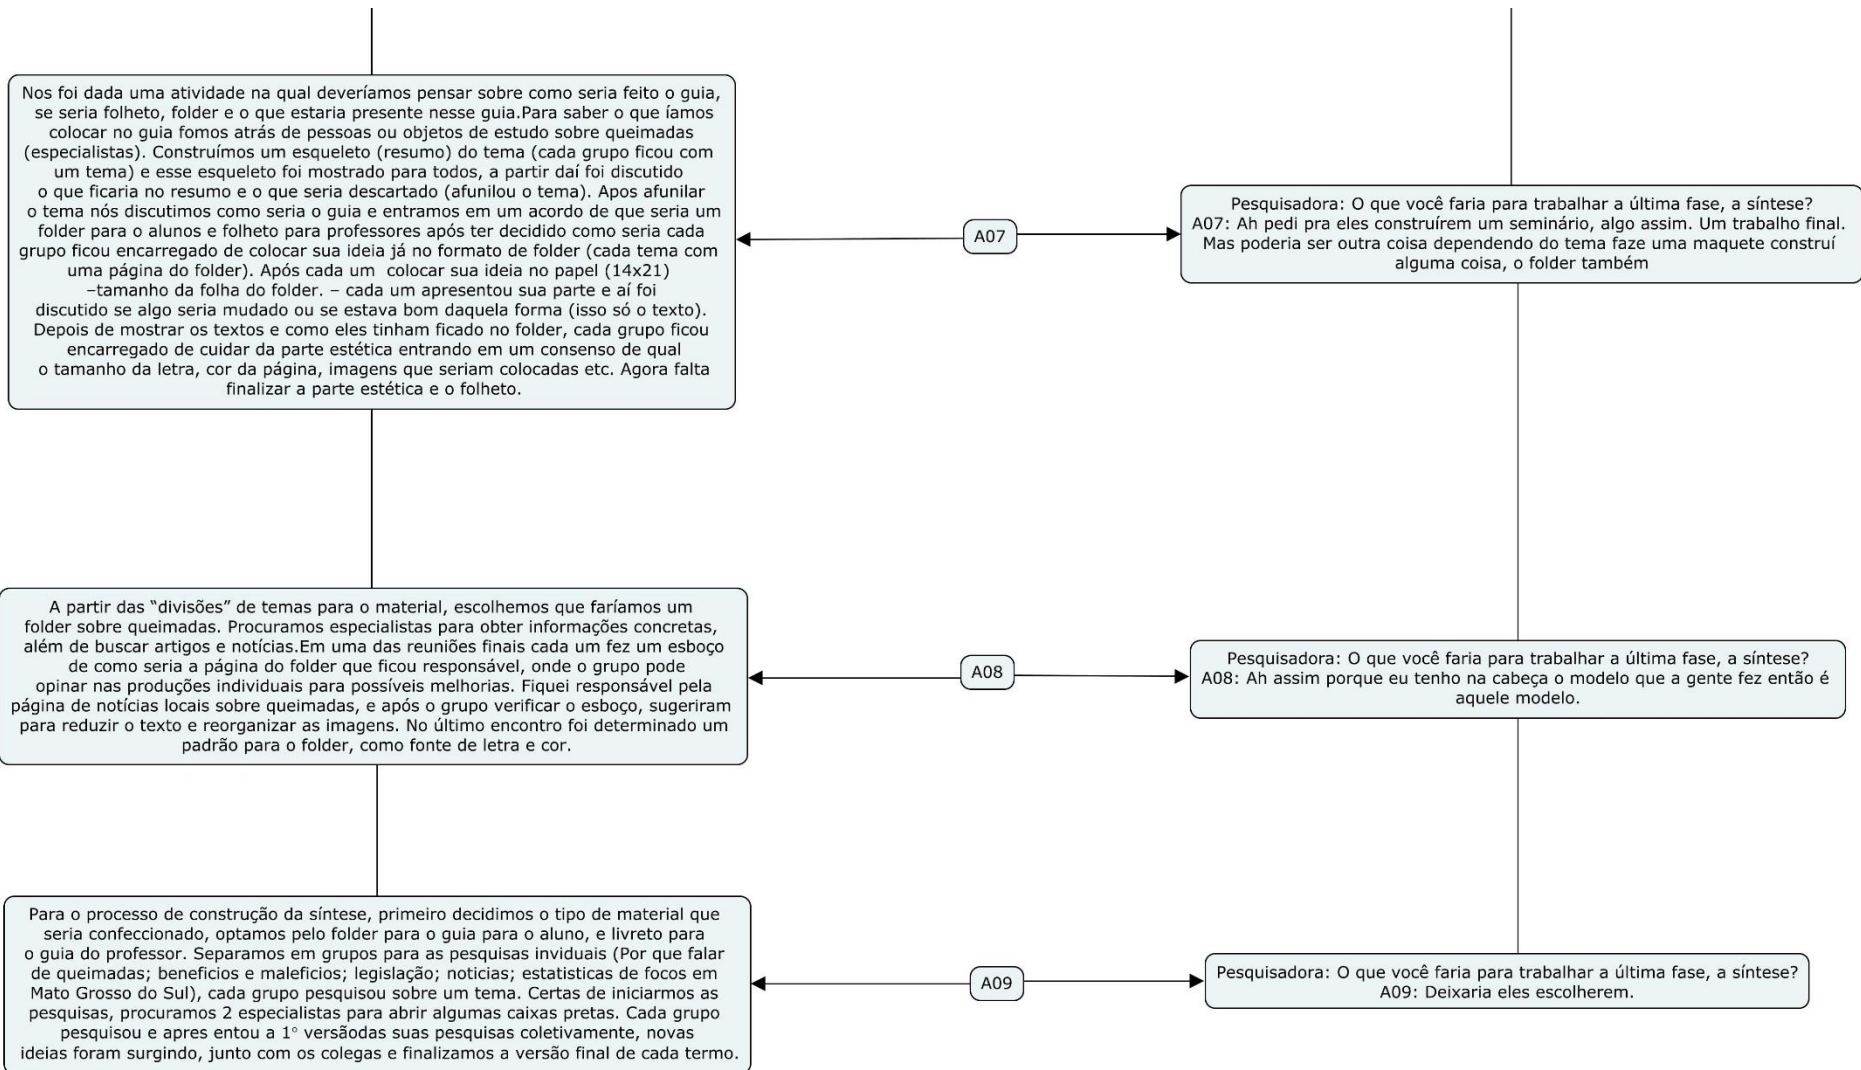 Nos foi dada uma atividade na qual deveríamos pensar sobre como seria feito o guia,
se seria folheto, folder e o que estaria presente nesse guia.Para saber o que íamos
colocar no guia fomos atrás de pessoas ou objetos de estudo sobre queimadas
(especialistas). Construímos um esqueleto (resumo) do tema (cada grupo ficou com
um tema) e esse esqueleto foi mostrado para todos, a partir daí foi discutido
o que ficaria no resumo e o que seria descartado (afunilou o tema). Apos afunilar
o tema nós discutimos como seria o guia e entramos em um acordo de que seria um
folder para o alunos e folheto para professores após ter decidido como seria cada
grupo ficou encarregado de colocar sua ideia já no formato de folder (cada tema com
uma página do folder). Após cada um colocar sua ideia no papel (14x21)
–tamanho da folha do folder. – cada um apresentou sua parte e aí foi
discutido se algo seria mudado ou se estava bom daquela forma (isso só o texto).
Depois de mostrar os textos e como eles tinham ficado no folder, cada grupo ficou
encarregado de cuidar da parte estética entrando em um consenso de qual
o tamanho da letra, cor da página, imagens que seriam colocadas etc. Agora falta
finalizar a parte estética e o folheto.
A07
Pesquisadora: O que você faria para trabalhar a última fase, a síntese?
A07: Ah pedi pra eles construírem um seminário, algo assim. Um trabalho final.
Mas poderia ser outra coisa dependendo do tema faze uma maquete construí
alguma coisa, o folder também
A partir das “divisões” de temas para o material, escolhemos que faríamos um
folder sobre queimadas. Procuramos especialistas para obter informações concretas,
além de buscar artigos e notícias.Em uma das reuniões finais cada um fez um esboço
de como seria a página do folder que ficou responsável, onde o grupo pode
opinar nas produções individuais para possíveis melhorias. Fiquei responsável pela
página de notícias locais sobre queimadas, e após o grupo verificar o esboço, sugeriram
para reduzir o texto e reorganizar as imagens. No último encontro foi determinado um
padrão para o folder, como fonte de letra e cor.
A08
Pesquisadora: O que você faria para trabalhar a última fase, a síntese?
A08: Ah assim porque eu tenho na cabeça o modelo que a gente fez então é
aquele modelo.
Para o processo de construção da síntese, primeiro decidimos o tipo de material que
seria confeccionado, optamos pelo folder para o guia para o aluno, e livreto para
o guia do professor. Separamos em grupos para as pesquisas inviduais (Por que falar
de queimadas; beneficios e maleficios; legislação; noticias; estatisticas de focos em
Mato Grosso do Sul), cada grupo pesquisou sobre um tema. Certas de iniciarmos as
pesquisas, procuramos 2 especialistas para abrir algumas caixas pretas. Cada grupo
pesquisou e apres entou a 1° versãodas suas pesquisas coletivamente, novas
ideias foram surgindo, junto com os colegas e finalizamos a versão final de cada termo.
A09
Pesquisadora: O que você faria para trabalhar a última fase, a síntese?
A09: Deixaria eles escolherem.